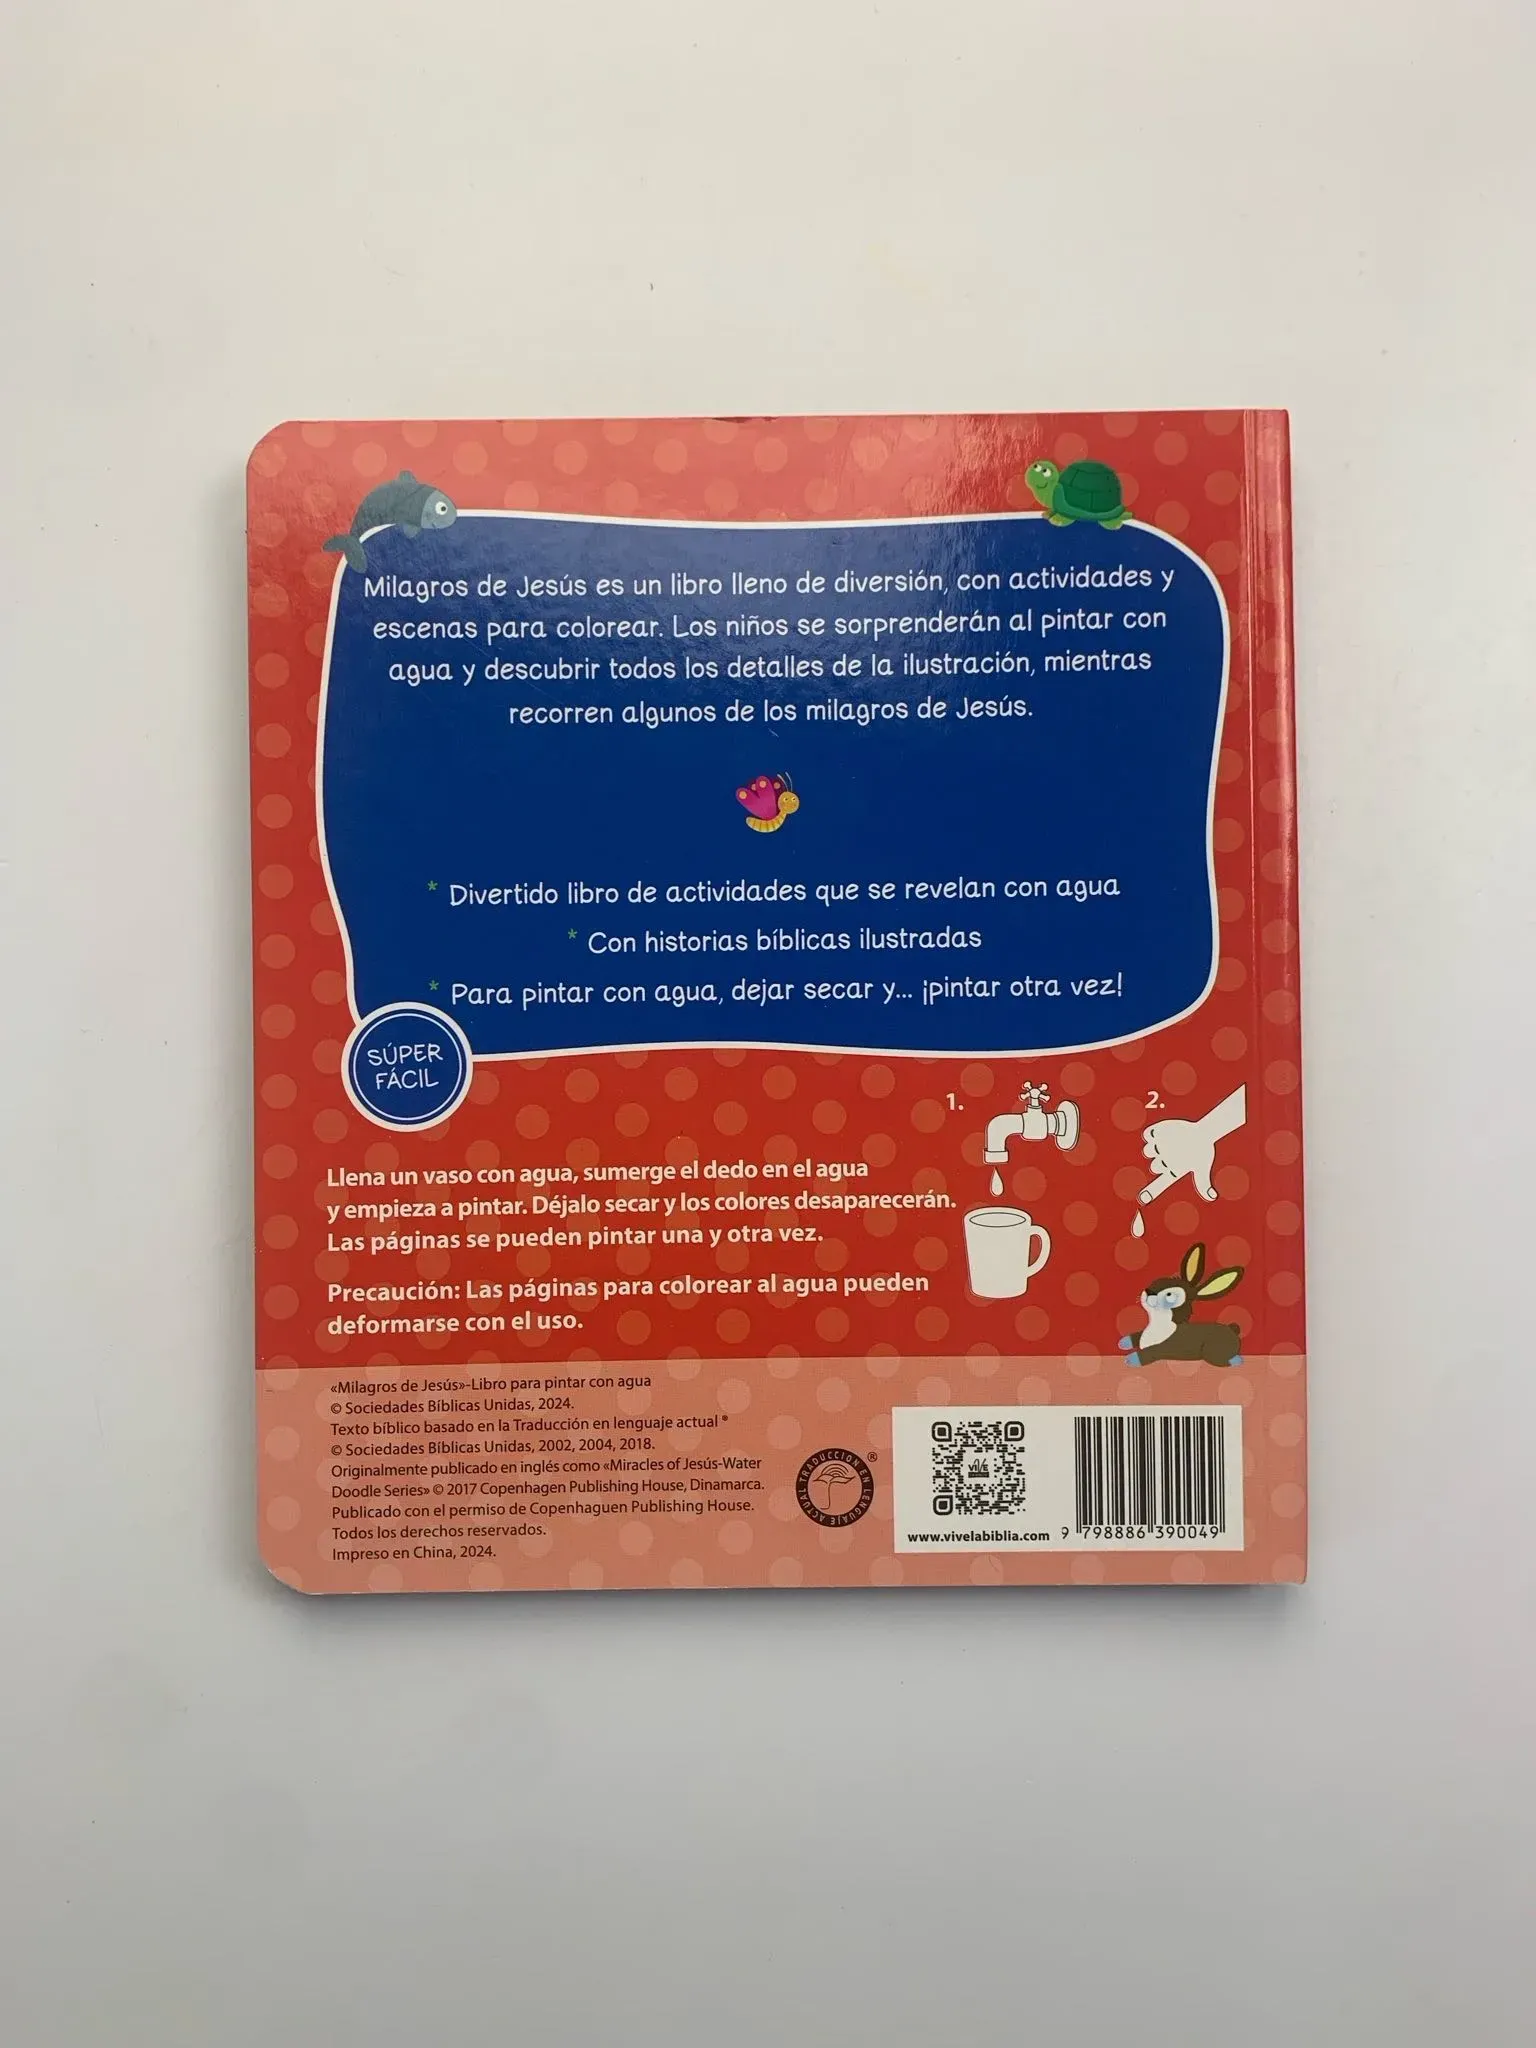 Milagros de Jesús es un libro lleno de diversión, con actividades y
escenas para colorear. Los niños se sorprenderán al pintar con
agua y descubrir todos los detalles de la ilustración, mientras
recorren algunos de los milagros de Jesús.
* Divertido libro de actividades que se revelan con agua
* Con historias bíblicas ilustradas
* Para pintar con agua, dejar secar y... ¡pintar otra vez!
SÚPER
FÁCIL
1.
2.
Llena un vaso con agua, sumerge el dedo en el agua
y empieza a pintar. Déjalo secar y los colores desaparecerán.
Las páginas se pueden pintar una y otra vez.
Precaución: Las páginas para colorear al agua pueden
deformarse con el uso.
«Milagros de Jesús»-Libro para pintar con agua
© Sociedades Bíblicas Unidas, 2024.
Texto bíblico basado en la Traducción en lenguaje actual ®
© Sociedades Bíblicas Unidas, 2002, 2004, 2018.
Originalmente publicado en inglés como «Miracles of Jesús-Water
Doodle Series» © 2017 Copenhagen Publishing House, Dinamarca.
Publicado con el permiso de Copenhaguen Publishing House.
Todos los derechos reservados.
Impreso en China, 2024.
TRADUCCIÓN EN LENGUAJE ACTUAL ®
ViVE
www.vivelabiblia.com
9 798886 390049